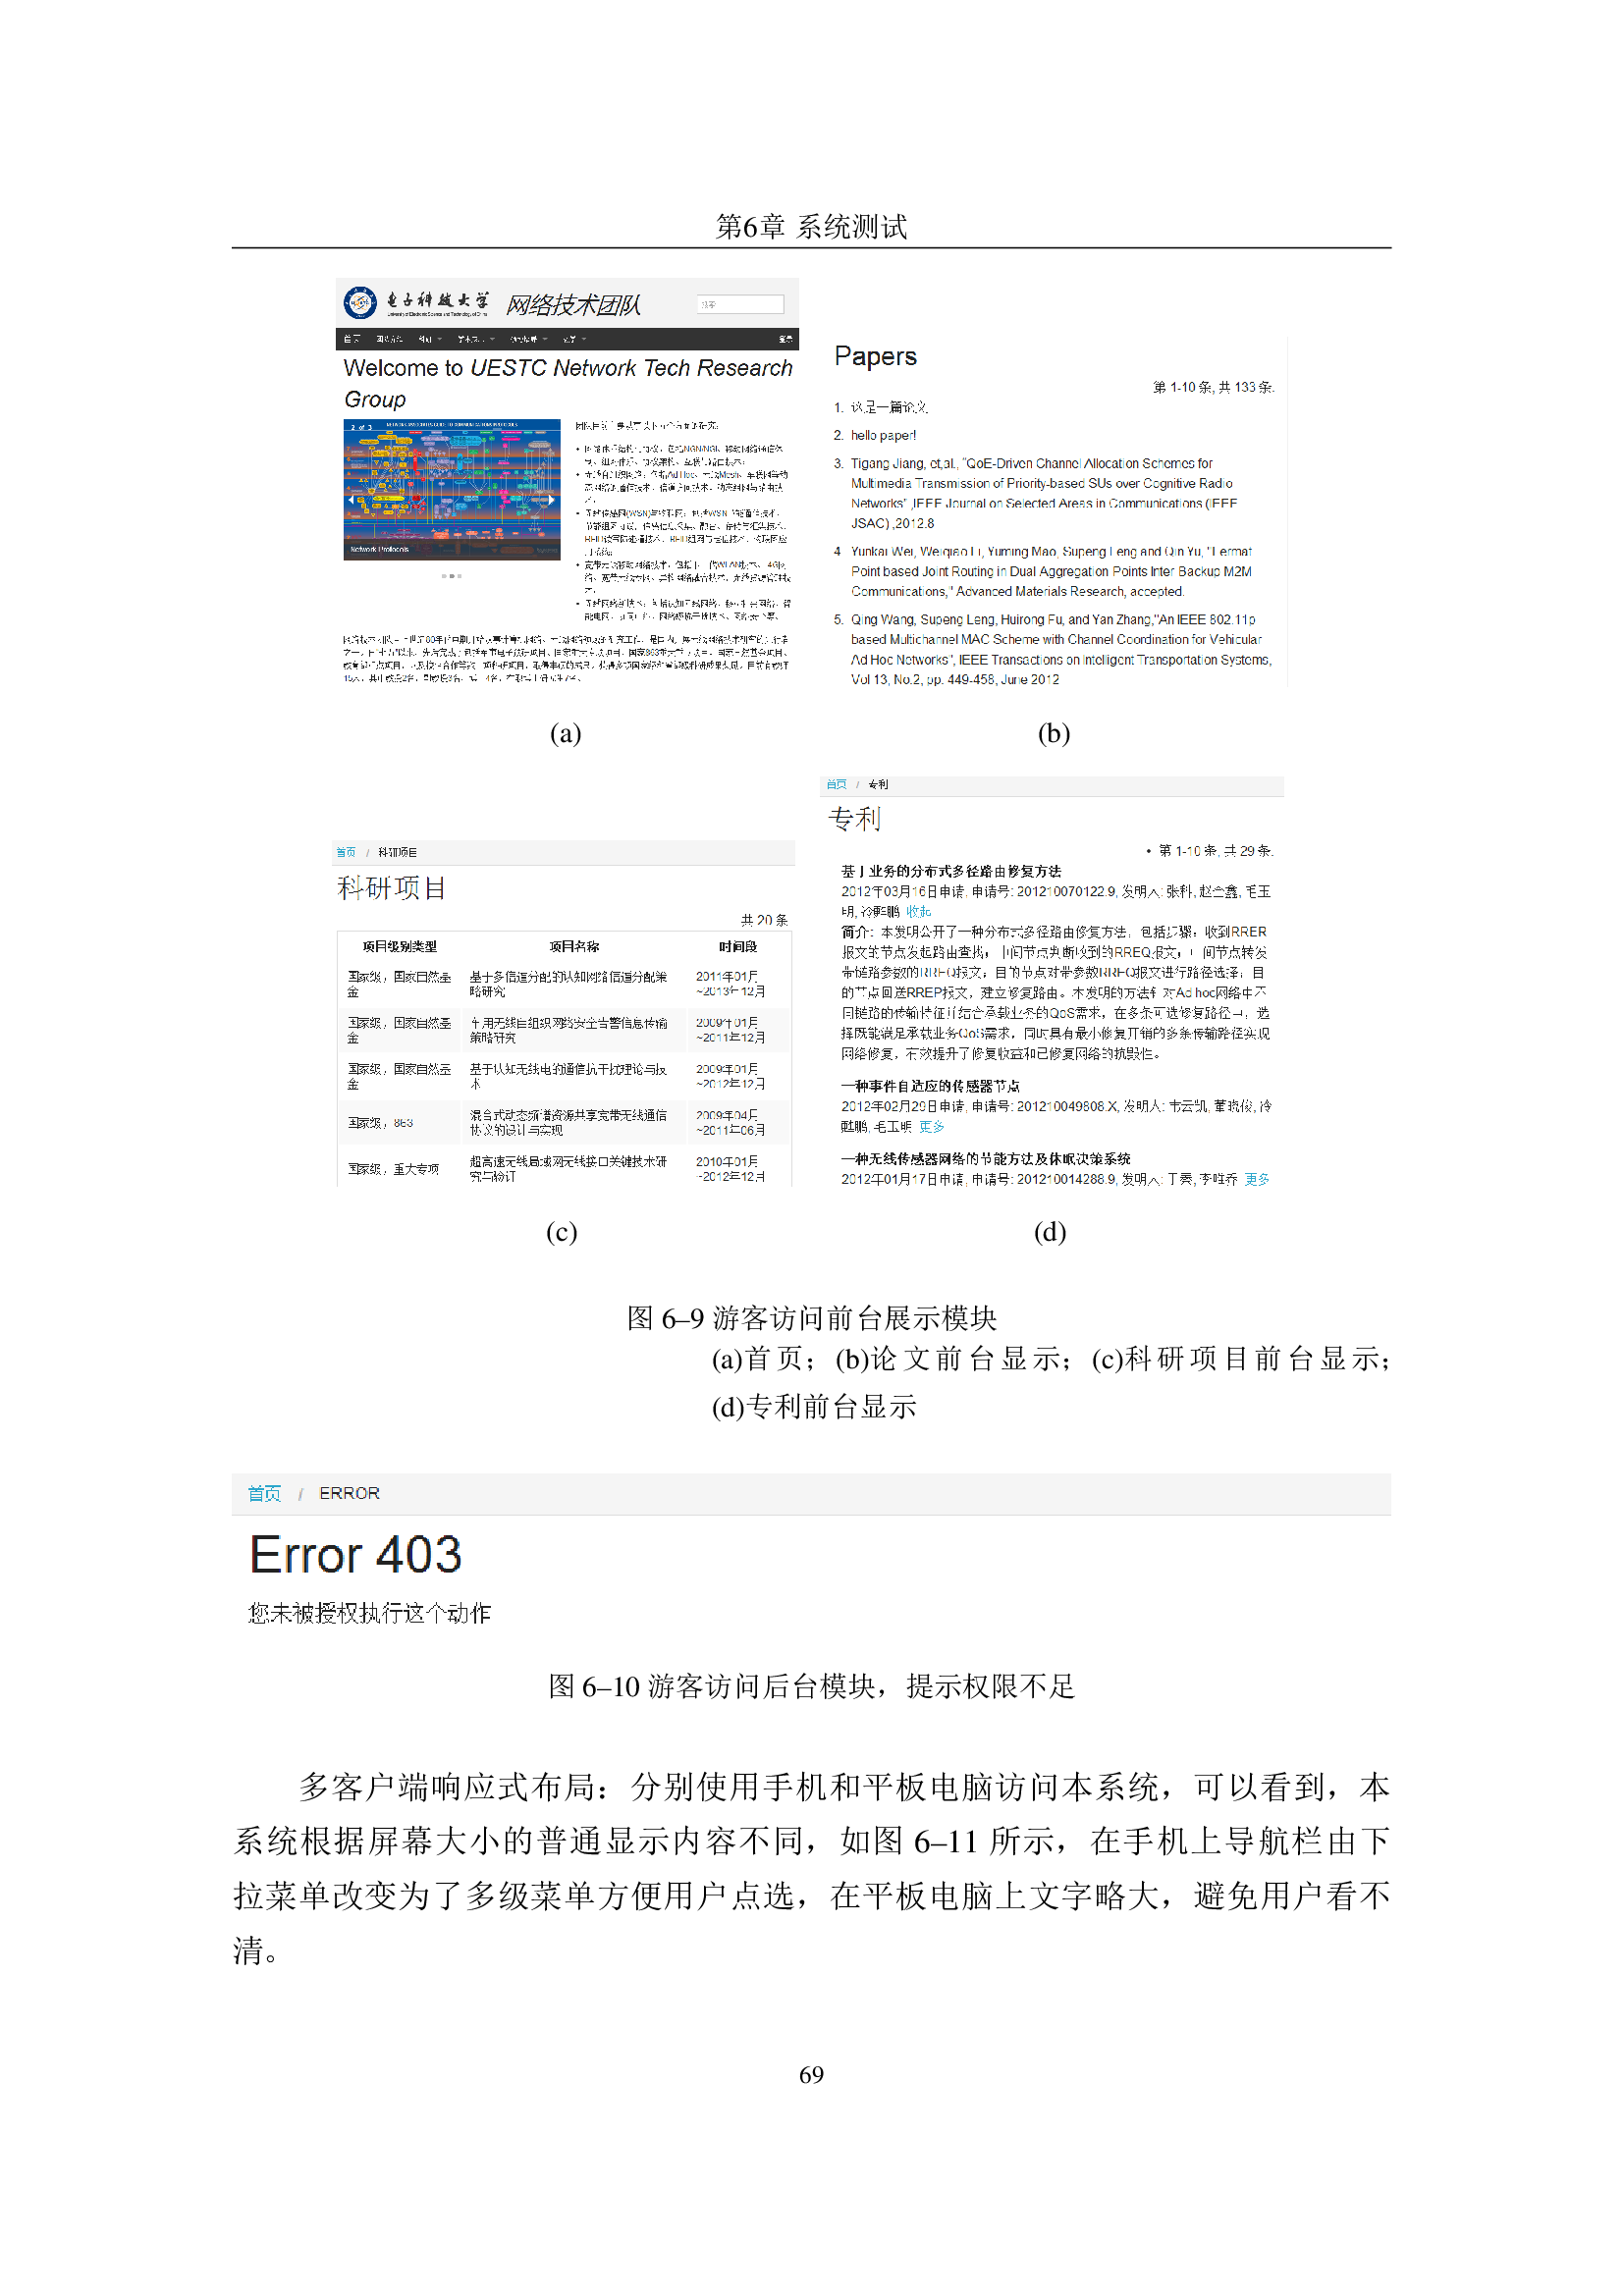 第6章 系统测试
电子科技大学 网络技术团队
University of Electronic Science and Technology of China
搜索
首页
登录
Welcome to UESTC Network Tech Research
Group
2 of 3
Network Protocols
Papers
第 1-10 条, 共 133 条.
1. 这是一篇论文
2. hello paper!
3. Tigang Jiang, et,al., "QoE-Driven Channel Allocation Schemes for
Multimedia Transmission of Priority-based SUs over Cognitive Radio
Networks" ,IEEE Journal on Selected Areas in Communications (IEEE
JSAC) ,2012.8
4. Yunkai Wei, Weiqiao Li, Yuming Mao, Supeng Leng and Qin Yu, "Fermat
Point based Joint Routing in Dual Aggregation Points Inter Backup M2M
Communications," Advanced Materials Research, accepted.
5. Qing Wang, Supeng Leng, Huirong Fu, and Yan Zhang,"An IEEE 802.11p
based Multichannel MAC Scheme with Channel Coordination for Vehicular
Ad Hoc Networks", IEEE Transactions on Intelligent Transportation Systems,
Vol 13, No.2, pp. 449-458, June 2012
(a)
(b)
首页 / 科研项目
科研项目
共 20 条
项目级别类型 项目名称 时间段
国家级，国家自然基 基于多信道分配的认知网络信道分配策 2011年01月
金 略研究 ~2013年12月
国家级，国家自然基 车用无线自组织网络安全告警信息传输 2009年01月
金 策略研究 ~2011年12月
国家级，国家自然基 基于认知无线电的通信抗干扰理论与技 2009年01月
金 术 ~2012年12月
国家级，863 混合式动态频谱资源共享宽带无线通信 2009年04月
协议的设计与实现 ~2011年06月
国家级，重大专项 超高速无线局域网无线接口关键技术研 2010年01月
究与验证 ~2012年12月
首页 / 专利
专利
• 第 1-10 条, 共 29 条.
基于业务的分布式多径路由修复方法
2012年03月16日申请, 申请号: 201210070122.9, 发明人: 张科, 赵全鑫, 毛玉
明, 冷甦鹏 收起
简介：本发明公开了一种分布式多径路由修复方法，包括步骤：收到RRER
报文的节点发起路由查找；中间节点判断收到的RREQ报文；中间节点转发
带链路参数的RREQ报文；目的节点对带参数RREQ报文进行路径选择；目
的节点回送RREP报文，建立修复路由。本发明的方法针对Ad hoc网络中不
同链路的传输特征并结合承载业务的QoS需求，在多条可选修复路径中，选
择既能满足承载业务QoS需求，同时具有最小修复开销的多条传输路径实现
网络修复，有效提升了修复收益和已修复网络的抗毁性。
一种事件自适应的传感器节点
2012年02月29日申请, 申请号: 201210049808.X, 发明人: 韦云凯, 董晓俊, 冷
甦鹏, 毛玉明 更多
一种无线传感器网络的节能方法及休眠决策系统
2012年01月17日申请, 申请号: 201210014288.9, 发明人: 于秦, 李唯乔 更多
(c)
(d)
图 6–9 游客访问前台展示模块
(a)首页；(b)论文前台显示；(c)科研项目前台显示；
(d)专利前台显示
首页 / ERROR
Error 403
您未被授权执行这个动作
图 6–10 游客访问后台模块，提示权限不足
多客户端响应式布局：分别使用手机和平板电脑访问本系统，可以看到，本
系统根据屏幕大小的普通显示内容不同，如图 6–11 所示，在手机上导航栏由下
拉菜单改变为了多级菜单方便用户点选，在平板电脑上文字略大，避免用户看不
清。
69